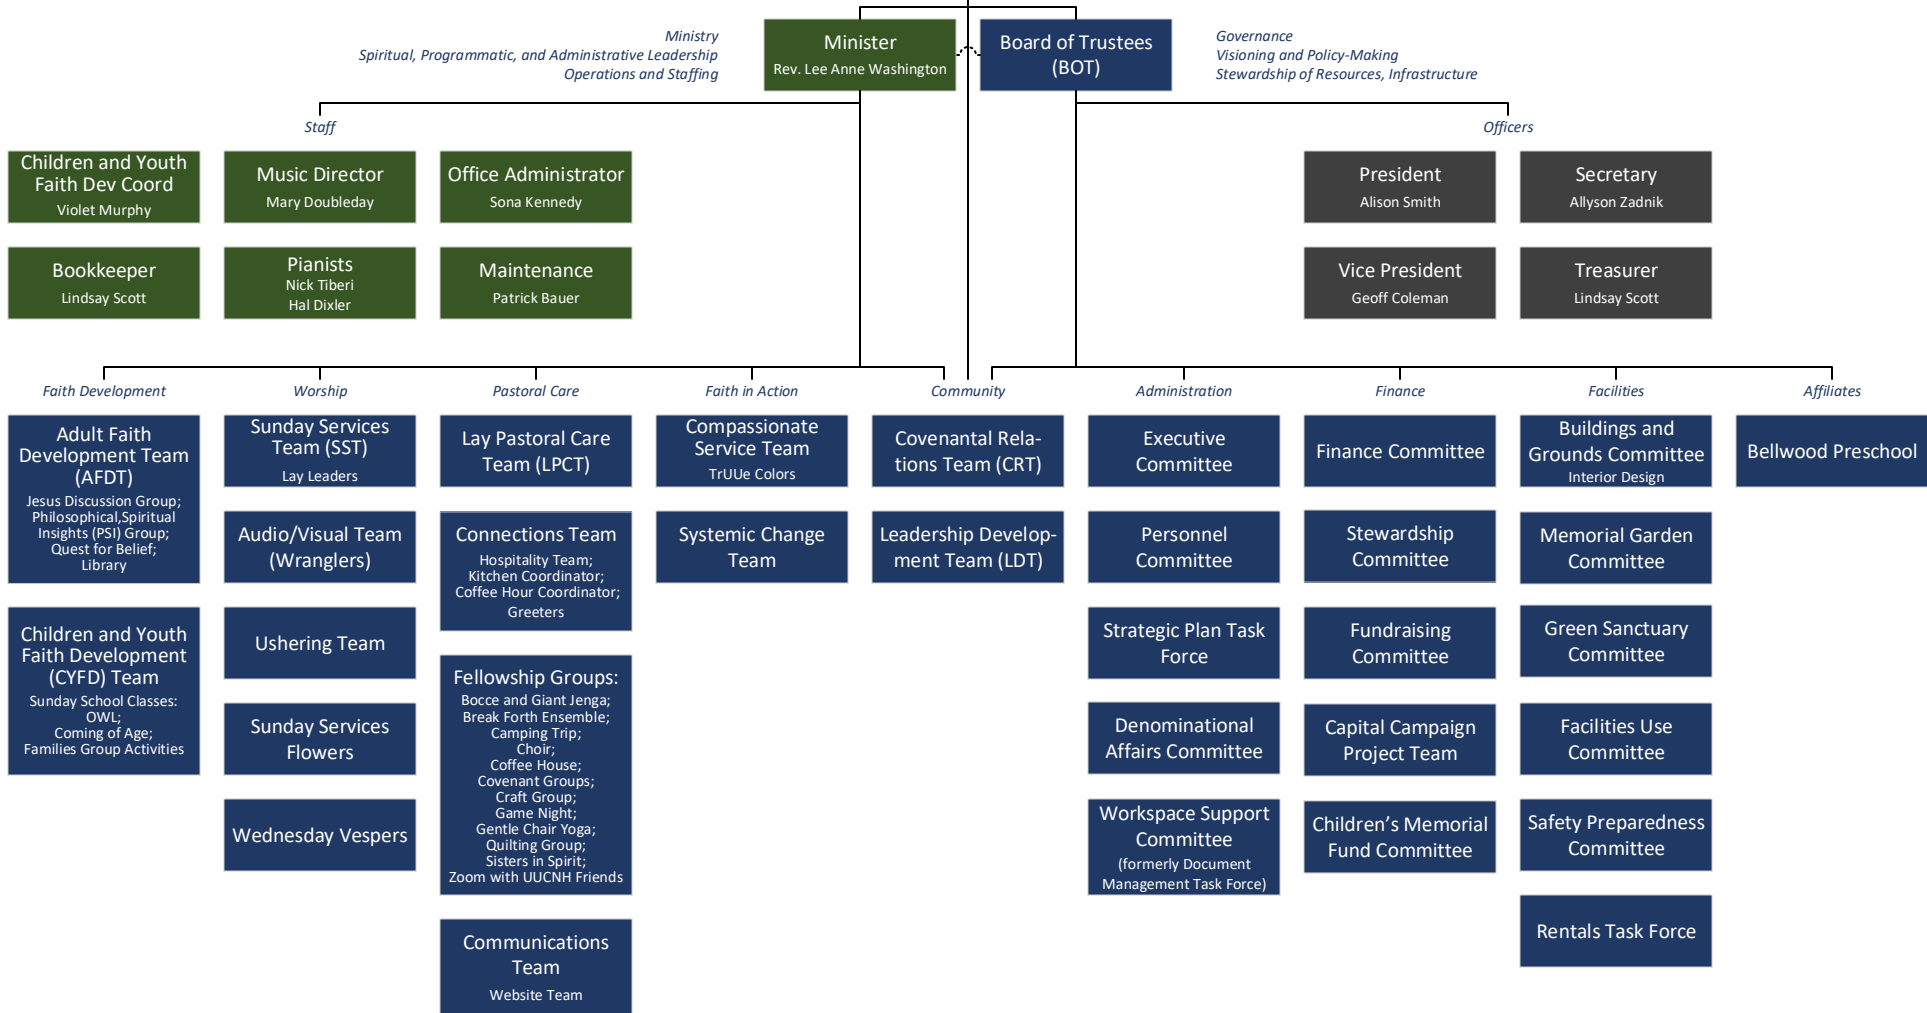 Ministry
Spiritual, Programmatic, and Administrative Leadership
Operations and Staffing
Minister
Rev. Lee Anne Washington
Board of Trustees
(BOT)
Governance
Visioning and Policy-Making
Stewardship of Resources, Infrastructure
Staff
Officers
Children and Youth
Faith Dev Coord
Violet Murphy
Music Director
Mary Doubleday
Office Administrator
Sona Kennedy
President
Alison Smith
Secretary
Allyson Zadnik
Bookkeeper
Lindsay Scott
Pianists
Nick Tiberi
Hal Dixler
Maintenance
Patrick Bauer
Vice President
Geoff Coleman
Treasurer
Lindsay Scott
Faith Development
Worship
Pastoral Care
Faith in Action
Community
Administration
Finance
Facilities
Affiliates
Adult Faith
Development Team
(AFDT)
Jesus Discussion Group;
Philosophical,Spiritual
Insights (PSI) Group;
Quest for Belief;
Library
Children and Youth
Faith Development
(CYFD) Team
Sunday School Classes:
OWL;
Coming of Age;
Families Group Activities
Sunday Services
Team (SST)
Lay Leaders
Audio/Visual Team
(Wranglers)
Ushering Team
Sunday Services
Flowers
Wednesday Vespers
Lay Pastoral Care
Team (LPCT)
Connections Team
Hospitality Team;
Kitchen Coordinator;
Coffee Hour Coordinator;
Greeters
Fellowship Groups:
Bocce and Giant Jenga;
Break Forth Ensemble;
Camping Trip;
Choir;
Coffee House;
Covenant Groups;
Craft Group;
Game Night;
Gentle Chair Yoga;
Quilting Group;
Sisters in Spirit;
Zoom with UUCNH Friends
Communications
Team
Website Team
Compassionate
Service Team
TrUUe Colors
Systemic Change
Team
Covenantal Rela-
tions Team (CRT)
Leadership Develop-
ment Team (LDT)
Executive
Committee
Personnel
Committee
Strategic Plan Task
Force
Denominational
Affairs Committee
Workspace Support
Committee
(formerly Document
Management Task Force)
Finance Committee
Stewardship
Committee
Fundraising
Committee
Capital Campaign
Project Team
Children’s Memorial
Fund Committee
Buildings and
Grounds Committee
Interior Design
Memorial Garden
Committee
Green Sanctuary
Committee
Facilities Use
Committee
Safety Preparedness
Committee
Rentals Task Force
Bellwood Preschool